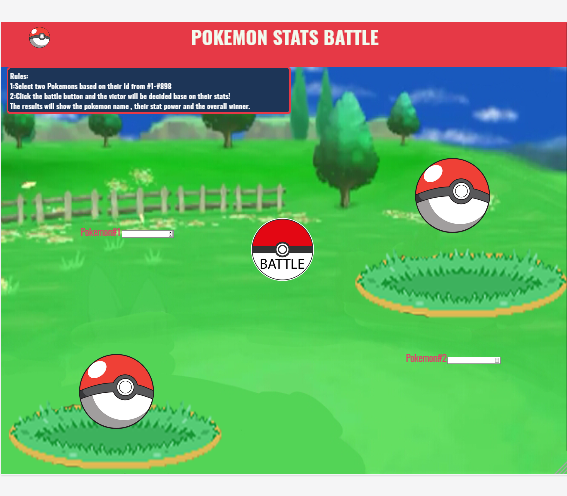 POKEMON STATS BATTLE
Rules:
1:Select two Pokemons based on their Id from #1-#898
2:Click the battle button and the victor will be decided base on their stats!
The results will show the pokemon name , their stat power and the overall winner.
Pokemon#1
BATTLE
Pokemon#2